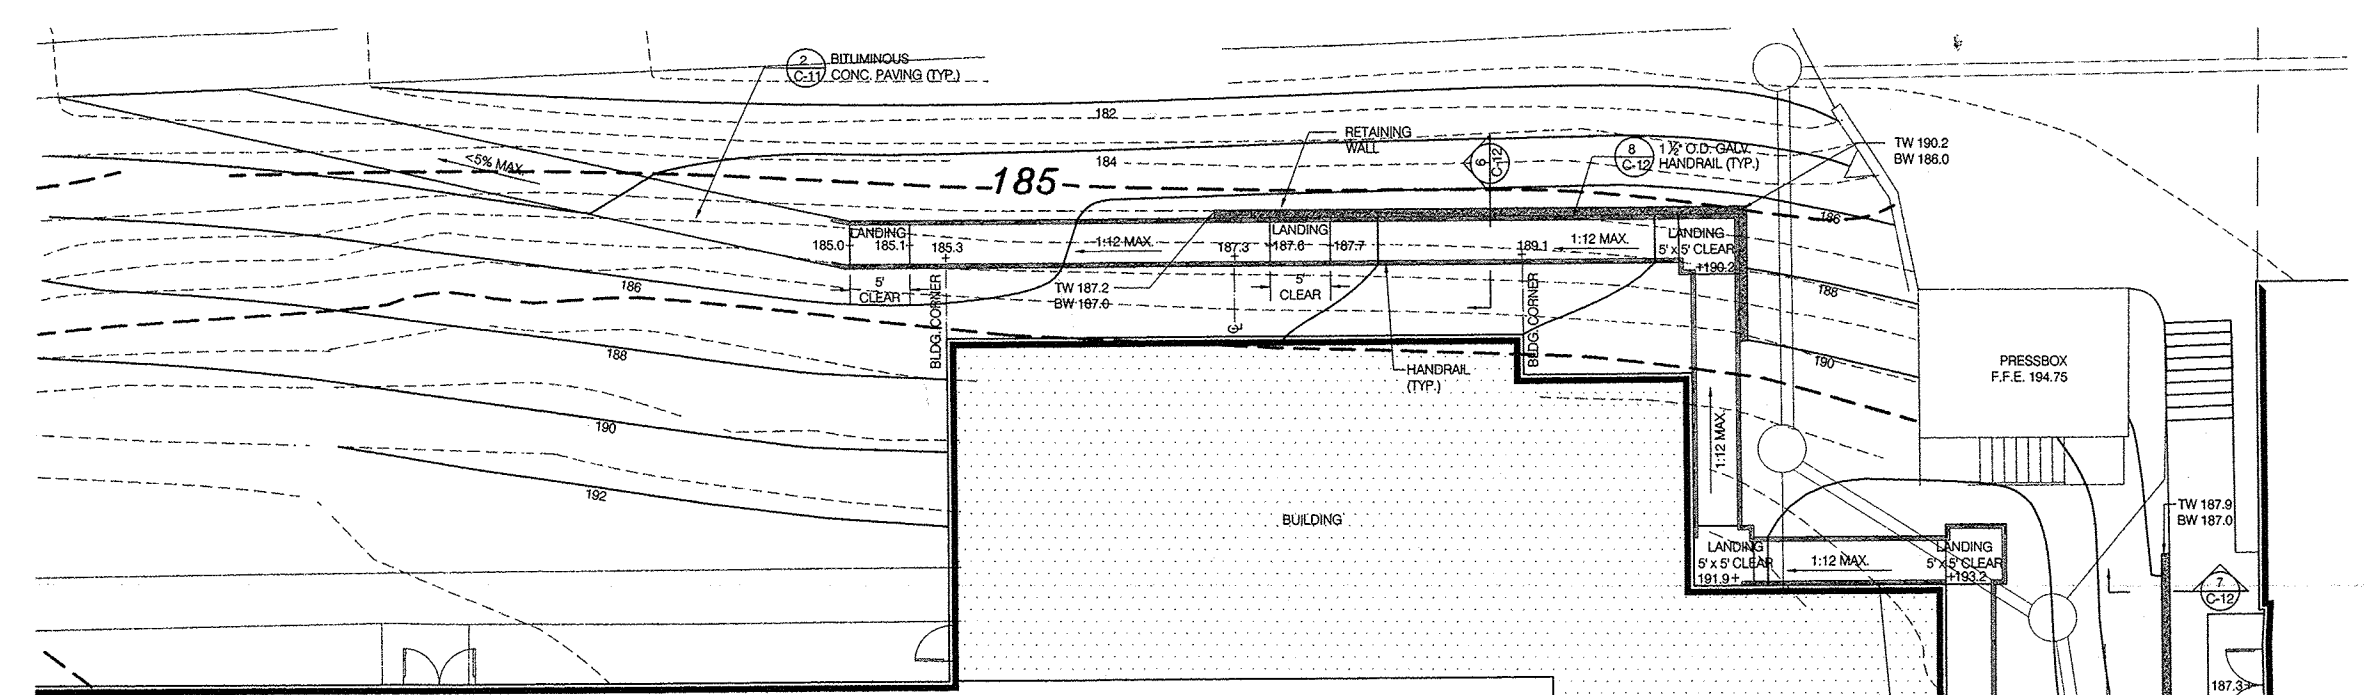 2
C-11
BITUMINOUS
CONC. PAVING (TYP.)
182
RETAINING
WALL
6
C-12
8
C-12
1 ½" O.D. GALV.
HANDRAIL (TYP.)
TW 190.2
BW 186.0
<5% MAX.
184
185
186
LANDING
185.0
185.1
185.3
1:12 MAX.
187.3
LANDING
187.6
187.7
189.1
1:12 MAX.
LANDING
5' x 5' CLEAR
+190.2
186
5'
CLEAR
TW 187.2
BW 187.0
5'
CLEAR
188
BLDG. CORNER
BLDG. CORNER
188
190
HANDRAIL
(TYP.)
PRESSBOX
F.F.E. 194.75
190
1:12 MAX.
192
BUILDING
TW 187.9
BW 187.0
LANDING
5' x 5' CLEAR
191.9+
1:12 MAX.
LANDING
5' x 5' CLEAR
+193.2
7
C-12
187.3